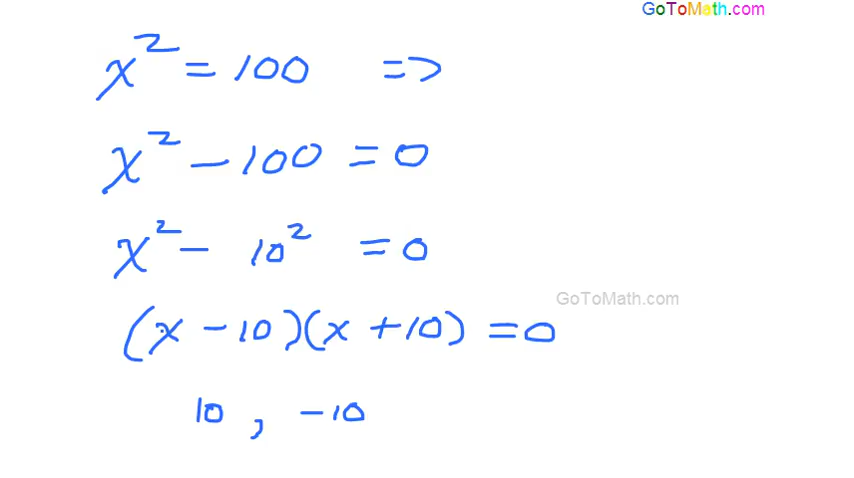 GoToMath.com
x² = 100 =>
x² - 100 = 0
x² - 10² = 0
GoToMath.com
(x - 10)(x + 10) = 0
10 , -10